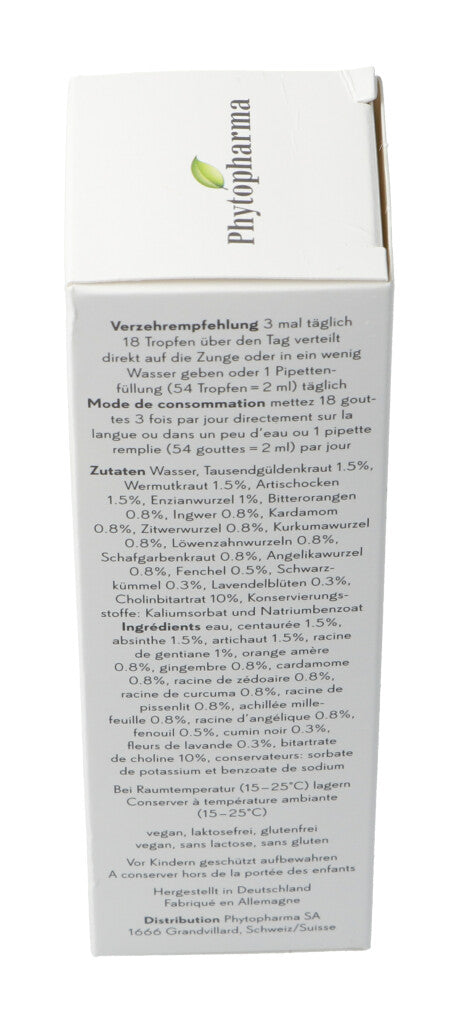 Phytopharma
Verzehrempfehlung 3 mal täglich
18 Tropfen über den Tag verteilt
direkt auf die Zunge oder in ein wenig
Wasser geben oder 1 Pipetten-
füllung (54 Tropfen = 2 ml) täglich
Mode de consommation mettez 18 gout-
tes 3 fois par jour directement sur la
langue ou dans un peu d'eau ou 1 pipette
remplie (54 gouttes = 2 ml) par jour
Zutaten Wasser, Tausendgüldenkraut 1.5%,
Wermutkraut 1.5%, Artischocken
1.5%, Enzianwurzel 1%, Bitterorangen
0.8%, Ingwer 0.8%, Kardamom
0.8%, Zitwerwurzel 0.8%, Kurkumawurzel
0.8%, Löwenzahnwurzeln 0.8%,
Schafgarbenkraut 0.8%, Angelikawurzel
0.8%, Fenchel 0.5%, Schwarz-
kümmel 0.3%, Lavendelblüten 0.3%,
Cholinbitartrat 10%, Konservierungs-
stoffe: Kaliumsorbat und Natriumbenzoat
Ingrédients eau, centaurée 1.5%,
absinthe 1.5%, artichaut 1.5%, racine
de gentiane 1%, orange amère
0.8%, gingembre 0.8%, cardamome
0.8%, racine de zédoaire 0.8%,
racine de curcuma 0.8%, racine de
pissenlit 0.8%, achillée mille-
feuille 0.8%, racine d'angélique 0.8%,
fenouil 0.5%, cumin noir 0.3%,
fleurs de lavande 0.3%, bitartrate
de choline 10%, conservateurs: sorbate
de potassium et benzoate de sodium
Bei Raumtemperatur (15–25°C) lagern
Conserver à température ambiante
(15–25°C)
vegan, laktosefrei, glutenfrei
vegan, sans lactose, sans gluten
Vor Kindern geschützt aufbewahren
A conserver hors de la portée des enfants
Hergestellt in Deutschland
Fabriqué en Allemagne
Distribution Phytopharma SA
1666 Grandvillard, Schweiz/Suisse